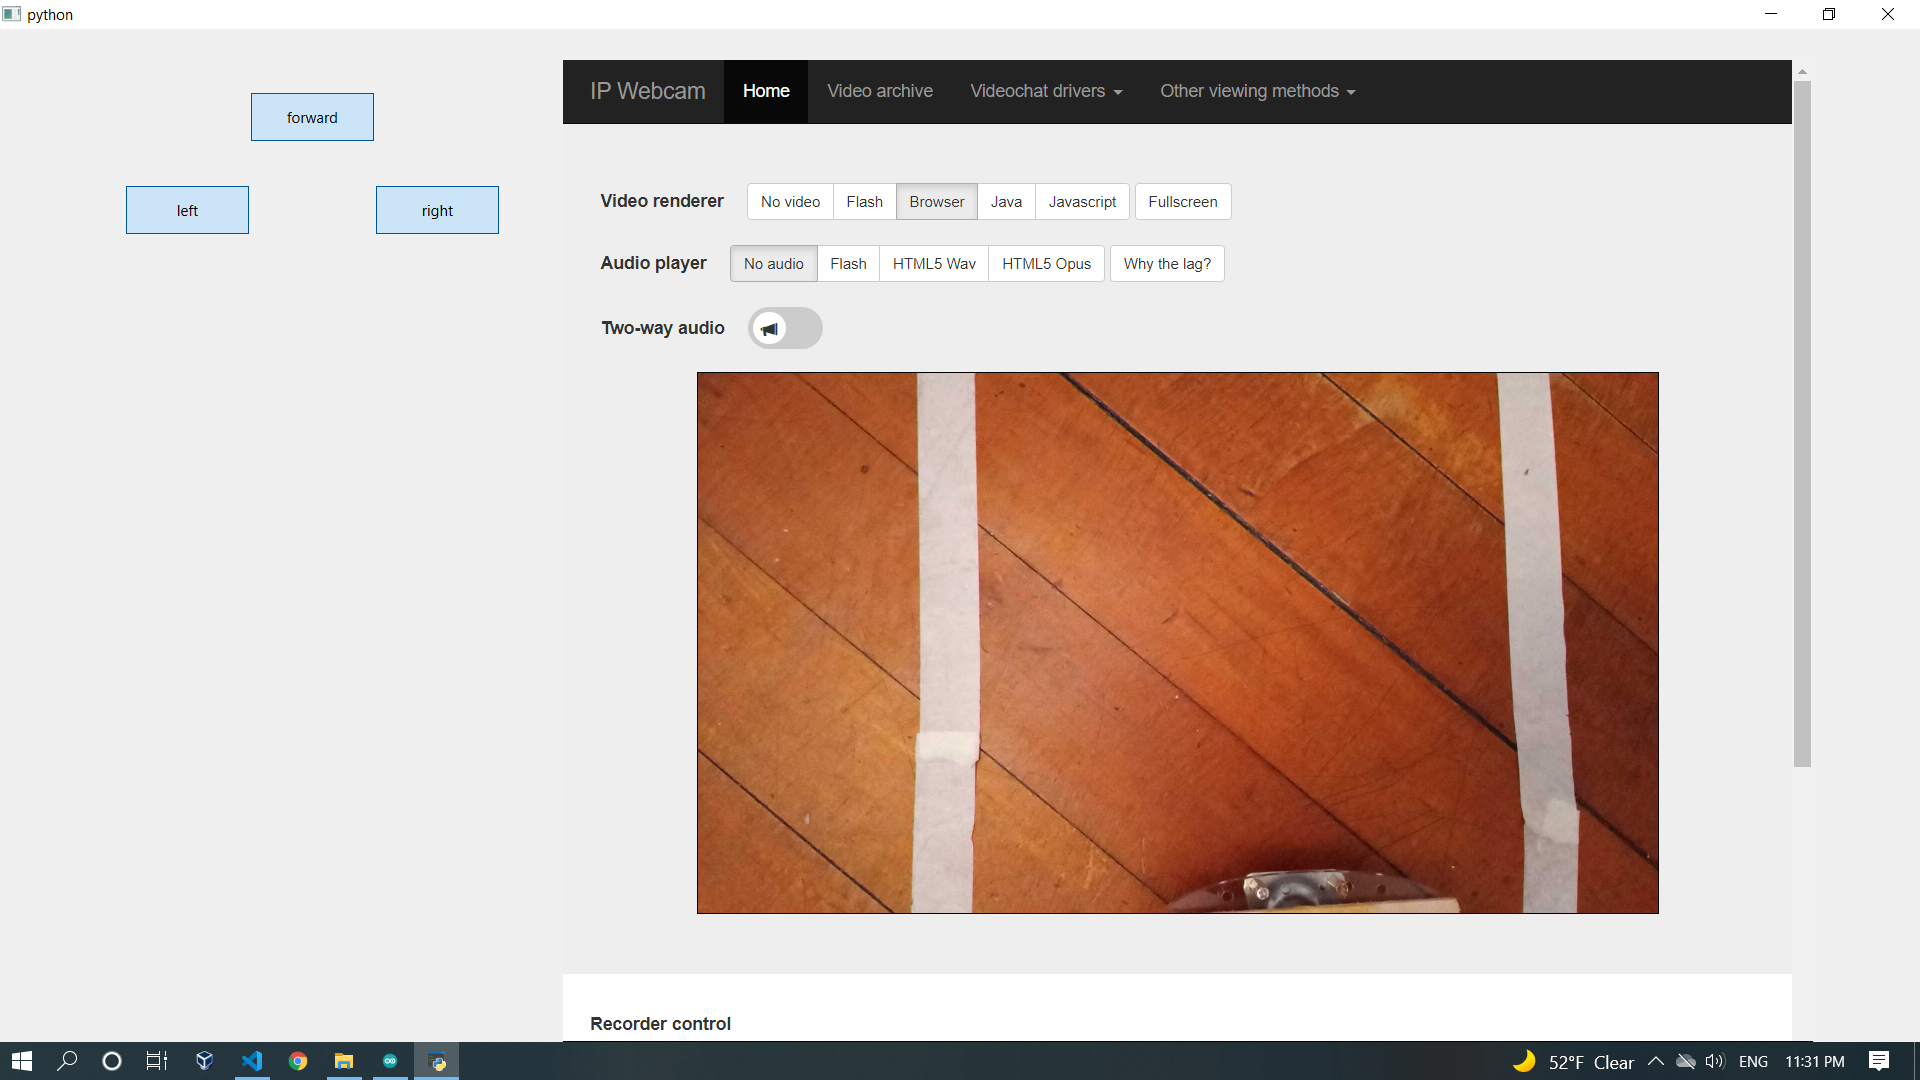 python
forward
left
right
IP Webcam Home Video archive Videochat drivers Other viewing methods
Video renderer No video Flash Browser Java Javascript Fullscreen
Audio player No audio Flash HTML5 Wav HTML5 Opus Why the lag?
Two-way audio
Recorder control
52°F Clear ENG 11:31 PM